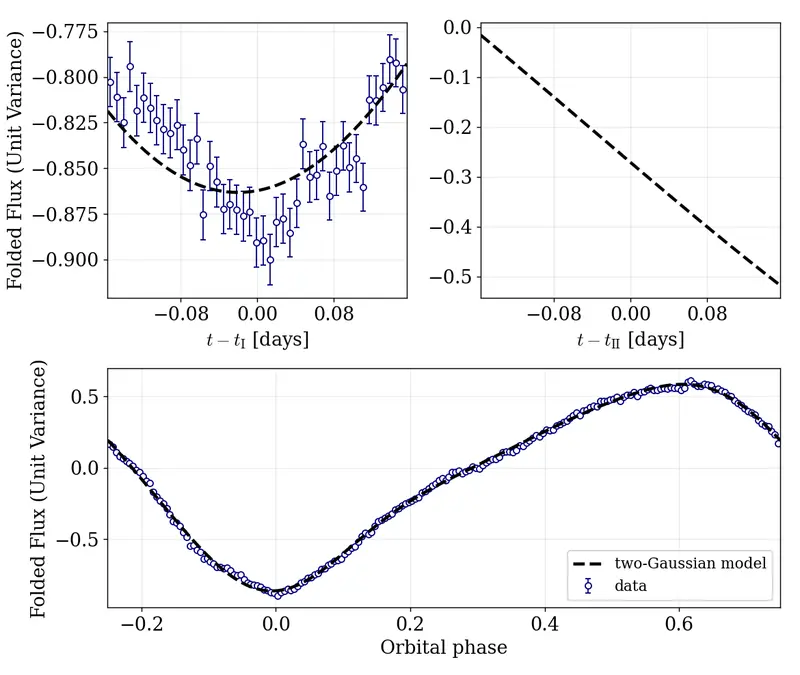 Folded Flux (Unit Variance)
−0.775
−0.800
−0.825
−0.850
−0.875
−0.900
−0.08 0.00 0.08
t − tI [days]
0.0
−0.1
−0.2
−0.3
−0.4
−0.5
−0.08 0.00 0.08
t − tII [days]
Folded Flux (Unit Variance)
0.5
0.0
−0.5
two-Gaussian model
data
−0.2 0.0 0.2 0.4 0.6
Orbital phase